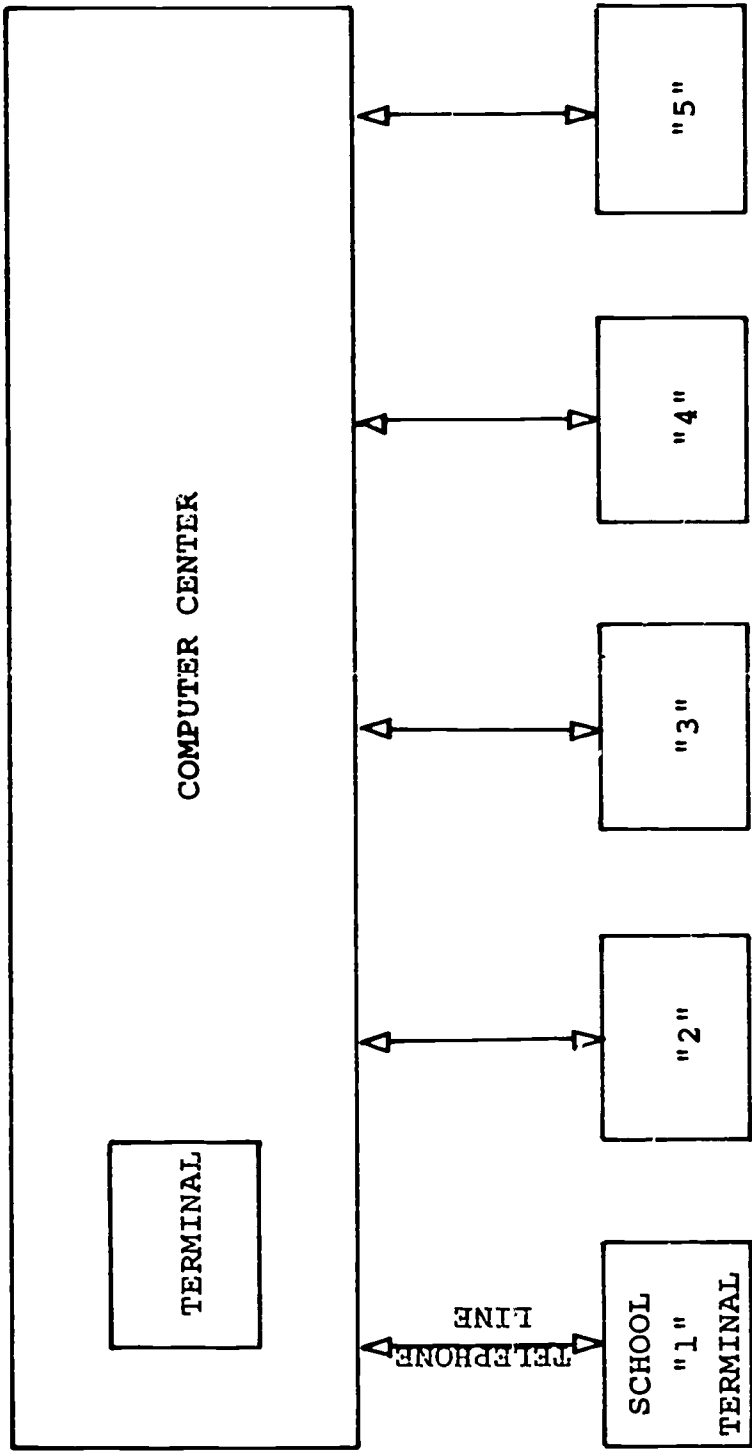 COMPUTER CENTER
TERMINAL
TELEPHONE
LINE
SCHOOL
"1"
TERMINAL
"2"
"3"
"4"
"5"